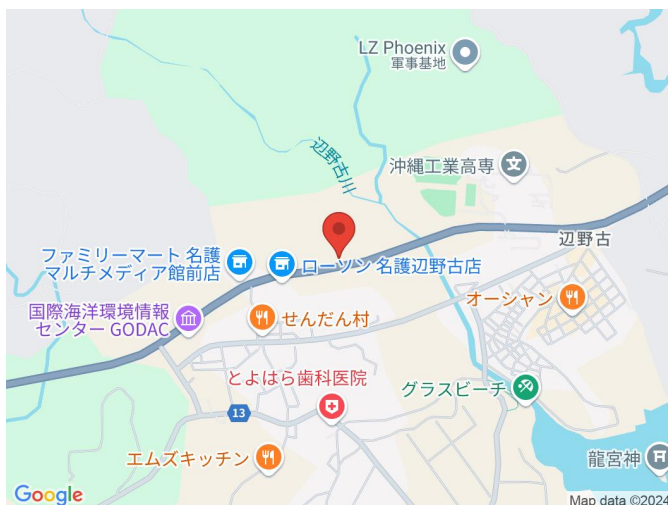 LZ Phoenix
軍事基地
辺野古川
沖縄工業高専
辺野古
ファミリーマート 名護
マルチメディア館前店
ローソン 名護辺野古店
オーシャン
国際海洋環境情報
センター GODAC
せんだん村
とよはら歯科医院
グラスビーチ
13
エムズキッチン
龍宮神
Google
Map data ©2024